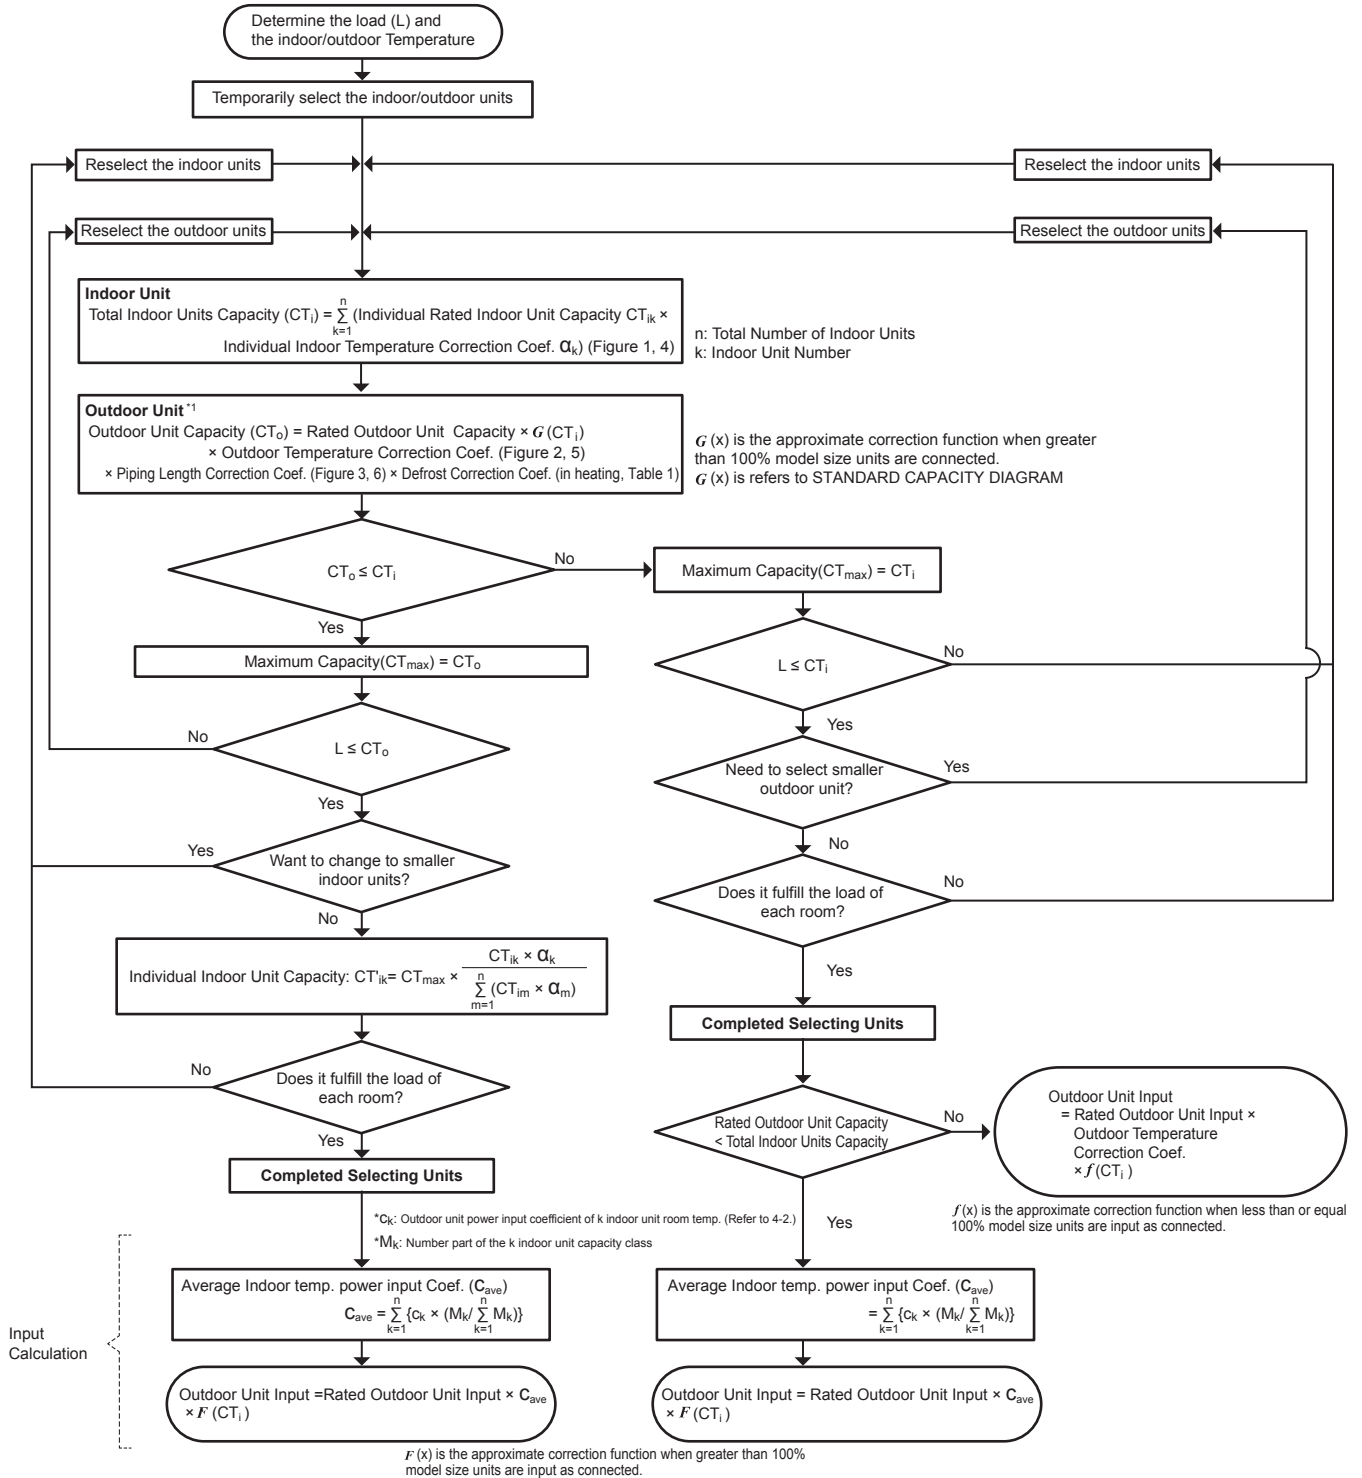 Determine the load (L) and
the indoor/outdoor Temperature
Temporarily select the indoor/outdoor units
Reselect the indoor units
Reselect the indoor units
Reselect the outdoor units
Reselect the outdoor units
Indoor Unit
Total Indoor Units Capacity (CTi) = Σ (Individual Rated Indoor Unit Capacity CTik ×
n
k=1
Individual Indoor Temperature Correction Coef. αk) (Figure 1, 4)
n: Total Number of Indoor Units
k: Indoor Unit Number
Outdoor Unit *1
Outdoor Unit Capacity (CTo) = Rated Outdoor Unit Capacity × G (CTi)
× Outdoor Temperature Correction Coef. (Figure 2, 5)
× Piping Length Correction Coef. (Figure 3, 6) × Defrost Correction Coef. (in heating, Table 1)
G (x) is the approximate correction function when greater
than 100% model size units are connected.
G (x) is refers to STANDARD CAPACITY DIAGRAM
CTo ≤ CTi
No
Yes
Maximum Capacity(CTmax) = CTi
Maximum Capacity(CTmax) = CTo
L ≤ CTi
No
Yes
L ≤ CTo
No
Yes
Need to select smaller
outdoor unit?
Yes
No
Want to change to smaller
indoor units?
Yes
No
Does it fulfill the load of
each room?
No
Yes
Individual Indoor Unit Capacity: CT'ik= CTmax ×
CTik × αk
n
Σ (CTim × αm)
m=1
Completed Selecting Units
Does it fulfill the load of
each room?
No
Yes
Rated Outdoor Unit Capacity
< Total Indoor Units Capacity
No
Yes
Outdoor Unit Input
= Rated Outdoor Unit Input ×
Outdoor Temperature
Correction Coef.
× f (CTi )
f (x) is the approximate correction function when less than or equal
100% model size units are input as connected.
Completed Selecting Units
*ck: Outdoor unit power input coefficient of k indoor unit room temp. (Refer to 4-2.)
*Mk: Number part of the k indoor unit capacity class
Input
Calculation
Average Indoor temp. power input Coef. (Cave)
n n
Cave = Σ {ck × (Mk/ Σ Mk)}
k=1 k=1
Average Indoor temp. power input Coef. (Cave)
n n
= Σ {ck × (Mk/ Σ Mk)}
k=1 k=1
Outdoor Unit Input =Rated Outdoor Unit Input × Cave
× F (CTi )
Outdoor Unit Input = Rated Outdoor Unit Input × Cave
× F (CTi )
F (x) is the approximate correction function when greater than 100%
model size units are input as connected.